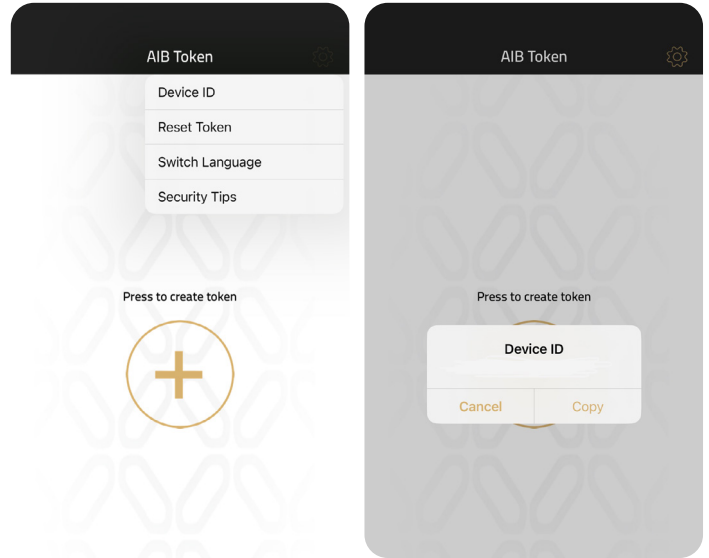 AIB Token
Device ID
Reset Token
Switch Language
Security Tips
Press to create token
AIB Token
Press to create token
Device ID
Cancel
Copy